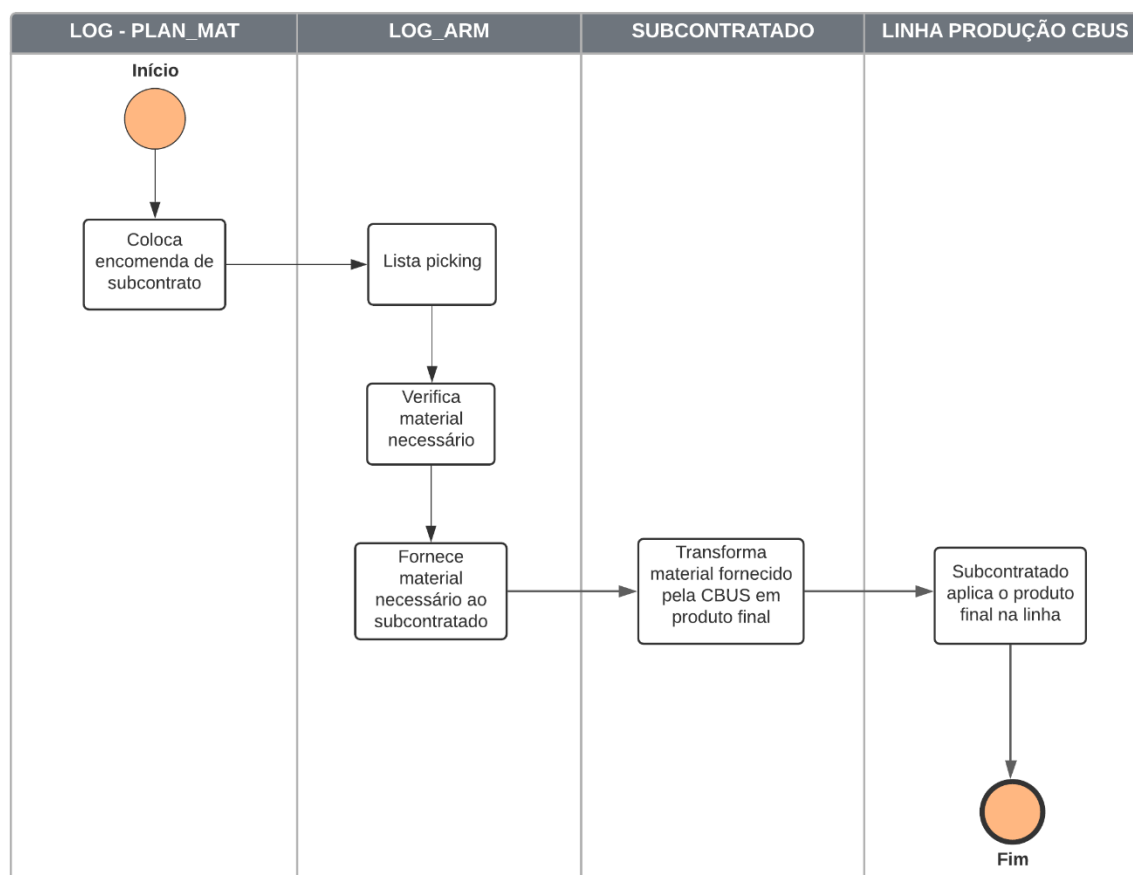 LOG - PLAN_MAT
LOG_ARM
SUBCONTRATADO
LINHA PRODUÇÃO CBUS
Início
Coloca
encomenda de
subcontrato
Lista picking
Verifica
material
necessário
Fornece
material
necessário ao
subcontratado
Transforma
material fornecido
pela CBUS em
produto final
Subcontratado
aplica o produto
final na linha
Fim